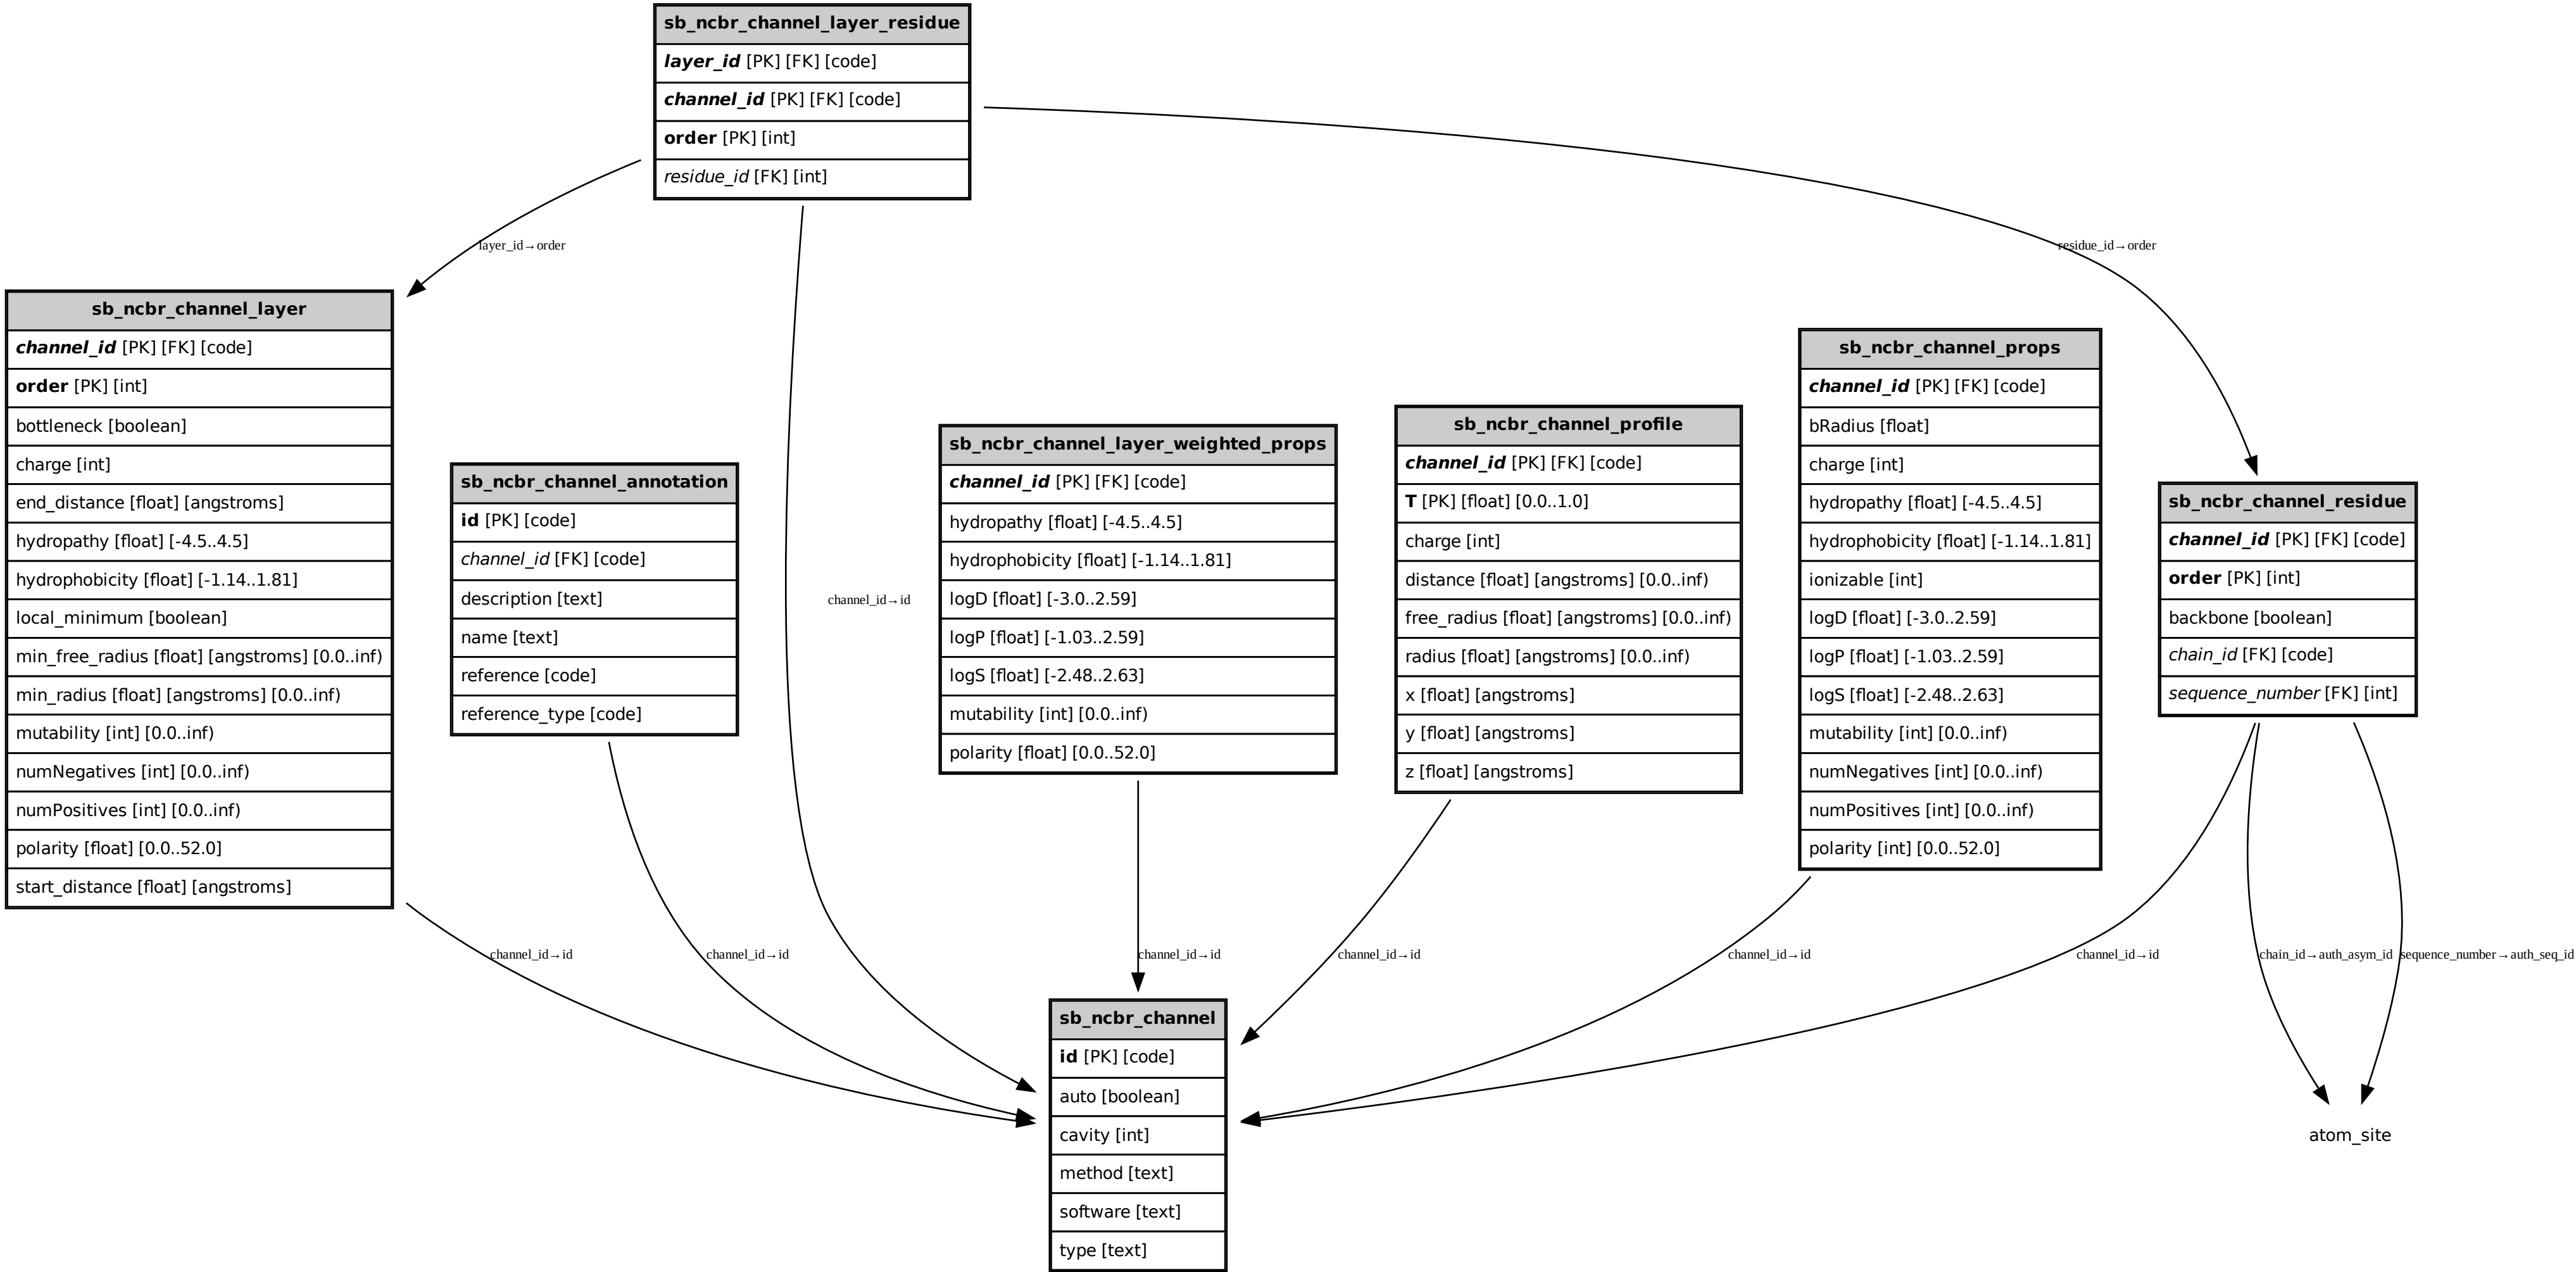 sb_ncbr_channel_layer_residue
layer_id [PK] [FK] [code]
channel_id [PK] [FK] [code]
order [PK] [int]
residue_id [FK] [int]
layer_id→order
residue_id→order
sb_ncbr_channel_layer
channel_id [PK] [FK] [code]
order [PK] [int]
bottleneck [boolean]
charge [int]
end_distance [float] [angstroms]
hydropathy [float] [-4.5..4.5]
hydrophobicity [float] [-1.14..1.81]
local_minimum [boolean]
min_free_radius [float] [angstroms] [0.0..inf)
min_radius [float] [angstroms] [0.0..inf)
mutability [int] [0.0..inf)
numNegatives [int] [0.0..inf)
numPositives [int] [0.0..inf)
polarity [float] [0.0..52.0]
start_distance [float] [angstroms]
sb_ncbr_channel_annotation
id [PK] [code]
channel_id [FK] [code]
description [text]
name [text]
reference [code]
reference_type [code]
channel_id→id
sb_ncbr_channel_layer_weighted_props
channel_id [PK] [FK] [code]
hydropathy [float] [-4.5..4.5]
hydrophobicity [float] [-1.14..1.81]
logD [float] [-3.0..2.59]
logP [float] [-1.03..2.59]
logS [float] [-2.48..2.63]
mutability [int] [0.0..inf)
polarity [float] [0.0..52.0]
sb_ncbr_channel_profile
channel_id [PK] [FK] [code]
T [PK] [float] [0.0..1.0]
charge [int]
distance [float] [angstroms] [0.0..inf)
free_radius [float] [angstroms] [0.0..inf)
radius [float] [angstroms] [0.0..inf)
x [float] [angstroms]
y [float] [angstroms]
z [float] [angstroms]
sb_ncbr_channel_props
channel_id [PK] [FK] [code]
bRadius [float]
charge [int]
hydropathy [float] [-4.5..4.5]
hydrophobicity [float] [-1.14..1.81]
ionizable [int]
logD [float] [-3.0..2.59]
logP [float] [-1.03..2.59]
logS [float] [-2.48..2.63]
mutability [int] [0.0..inf)
numNegatives [int] [0.0..inf)
numPositives [int] [0.0..inf)
polarity [int] [0.0..52.0]
sb_ncbr_channel_residue
channel_id [PK] [FK] [code]
order [PK] [int]
backbone [boolean]
chain_id [FK] [code]
sequence_number [FK] [int]
channel_id→id
channel_id→id
channel_id→id
channel_id→id
channel_id→id
channel_id→id
chain_id→auth_asym_id
sequence_number→auth_seq_id
sb_ncbr_channel
id [PK] [code]
auto [boolean]
cavity [int]
method [text]
software [text]
type [text]
atom_site